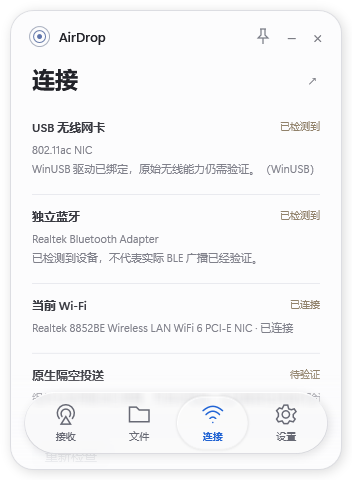 AirDrop
连接
↗
USB 无线网卡
已检测到
802.11ac NIC
WinUSB 驱动已绑定，原始无线能力仍需验证。 （WinUSB）
独立蓝牙
已检测到
Realtek Bluetooth Adapter
已检测到设备，不代表实际 BLE 广播已经验证。
当前 Wi-Fi
已连接
Realtek 8852BE Wireless LAN WiFi 6 PCI-E NIC · 已连接
原生隔空投送
待验证
接收
文件
连接
设置
重新检查